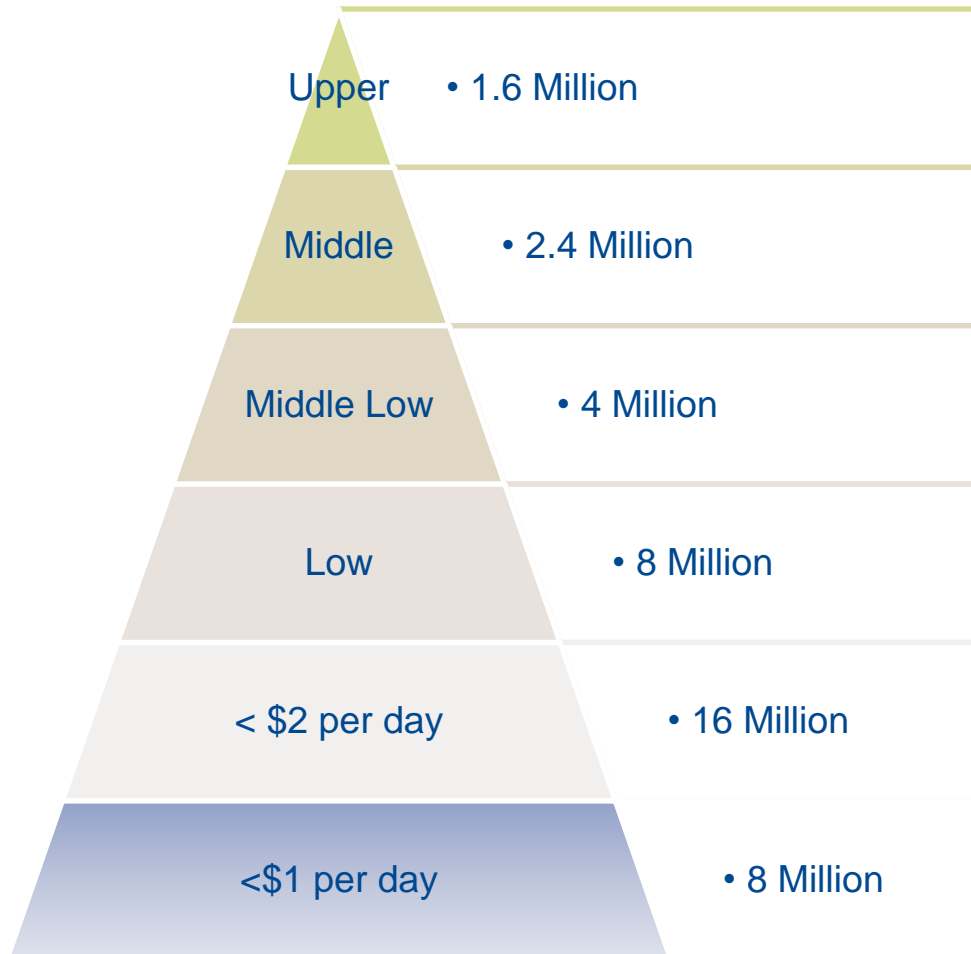 Upper • 1.6 Million
Middle • 2.4 Million
Middle Low • 4 Million
Low • 8 Million
< $2 per day • 16 Million
<$1 per day • 8 Million